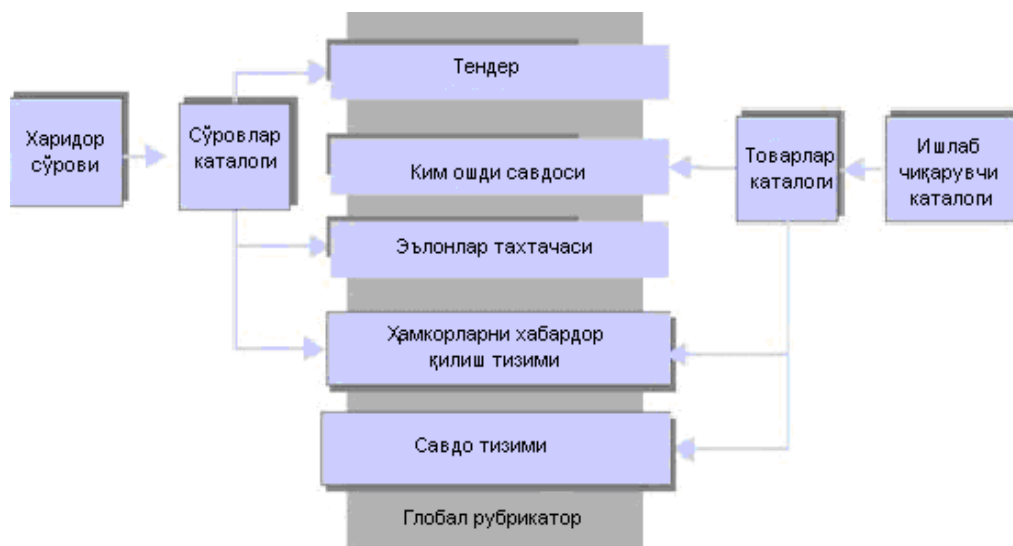 Тендер
Харидор
сўрови
Сўровлар
каталоги
Ким ошди савдоси
Товарлар
каталоги
Ишлаб
чиқарувчи
каталоги
Эълонлар тахтачаси
Ҳамкорларни хабардор
қилиш тизими
Савдо тизими
Глобал рубрикатор